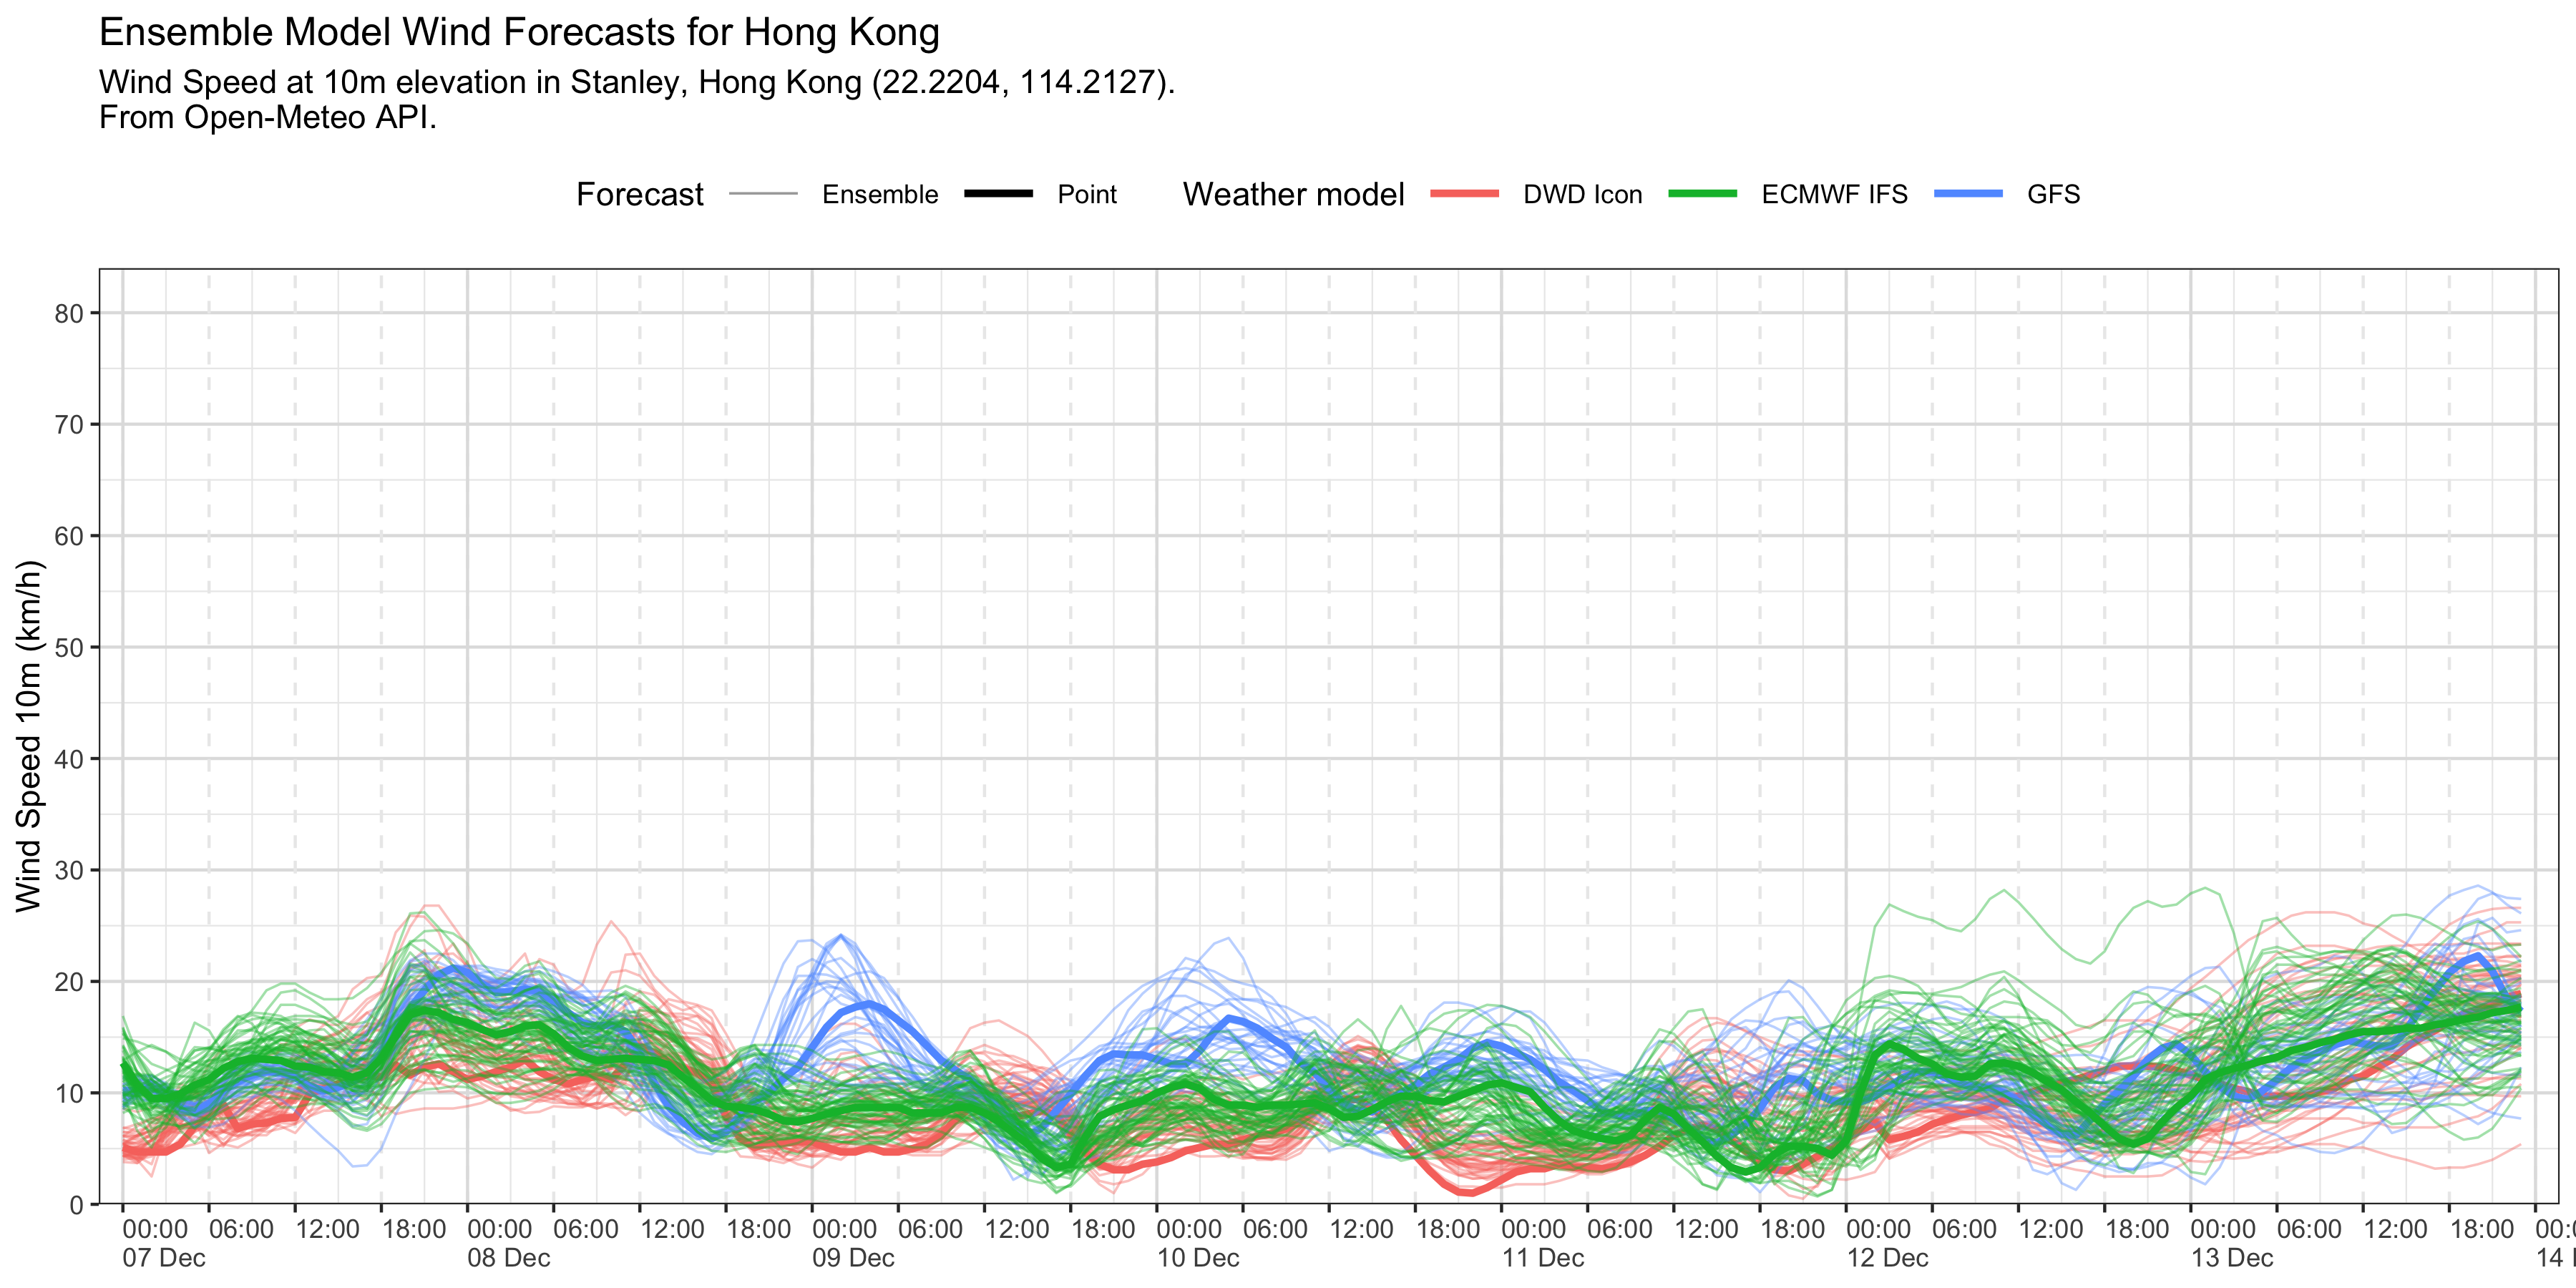 Ensemble Model Wind Forecasts for Hong Kong
Wind Speed at 10m elevation in Stanley, Hong Kong (22.2204, 114.2127).
From Open-Meteo API.
Forecast Ensemble Point Weather model DWD Icon ECMWF IFS GFS
Wind Speed 10m (km/h)
80
70
60
50
40
30
20
10
0
00:00 06:00 12:00 18:00 00:00 06:00 12:00 18:00 00:00 06:00 12:00 18:00 00:00 06:00 12:00 18:00 00:00 06:00 12:00 18:00 00:00 06:00 12:00 18:00 00:00 06:00 12:00 18:00
07 Dec 08 Dec 09 Dec 10 Dec 11 Dec 12 Dec 13 Dec 14